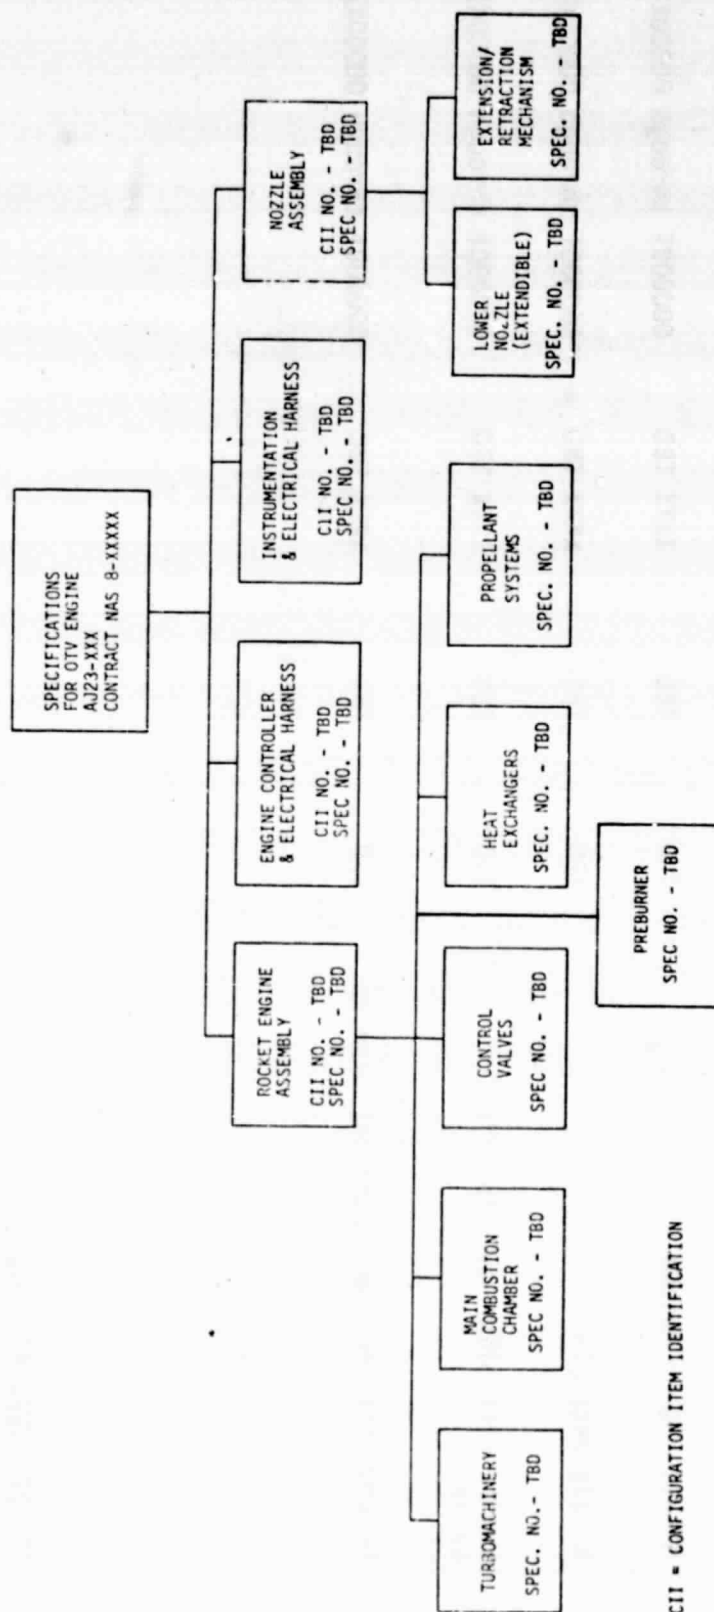 SPECIFICATIONS
FOR OTV ENGINE
AJ23-XXX
CONTRACT NAS 8-XXXXX
ROCKET ENGINE
ASSEMBLY
CII NO. - TBD
SPEC NO. - TBD
ENGINE CONTROLLER
& ELECTRICAL HARNESS
CII NO. - TBD
SPEC NO. - TBD
INSTRUMENTATION
& ELECTRICAL HARNESS
CII NO. - TBD
SPEC NO. - TBD
NOZZLE
ASSEMBLY
CII NO. - TBD
SPEC NO. - TBD
TURBOMACHINERY
SPEC. NO.- TBD
MAIN
COMBUSTION
CHAMBER
SPEC NO. - TBD
CONTROL
VALVES
SPEC NO. - TBD
HEAT
EXCHANGERS
SPEC. NO. - TBD
PROPELLANT
SYSTEMS
SPEC. NO. - TBD
LOWER
NOZZLE
(EXTENDIBLE)
SPEC. NO. - TBD
EXTENSION/
RETRACTION
MECHANISM
SPEC. NO. - TBD
PREBURNER
SPEC NO. - TBD
CII = CONFIGURATION ITEM IDENTIFICATION